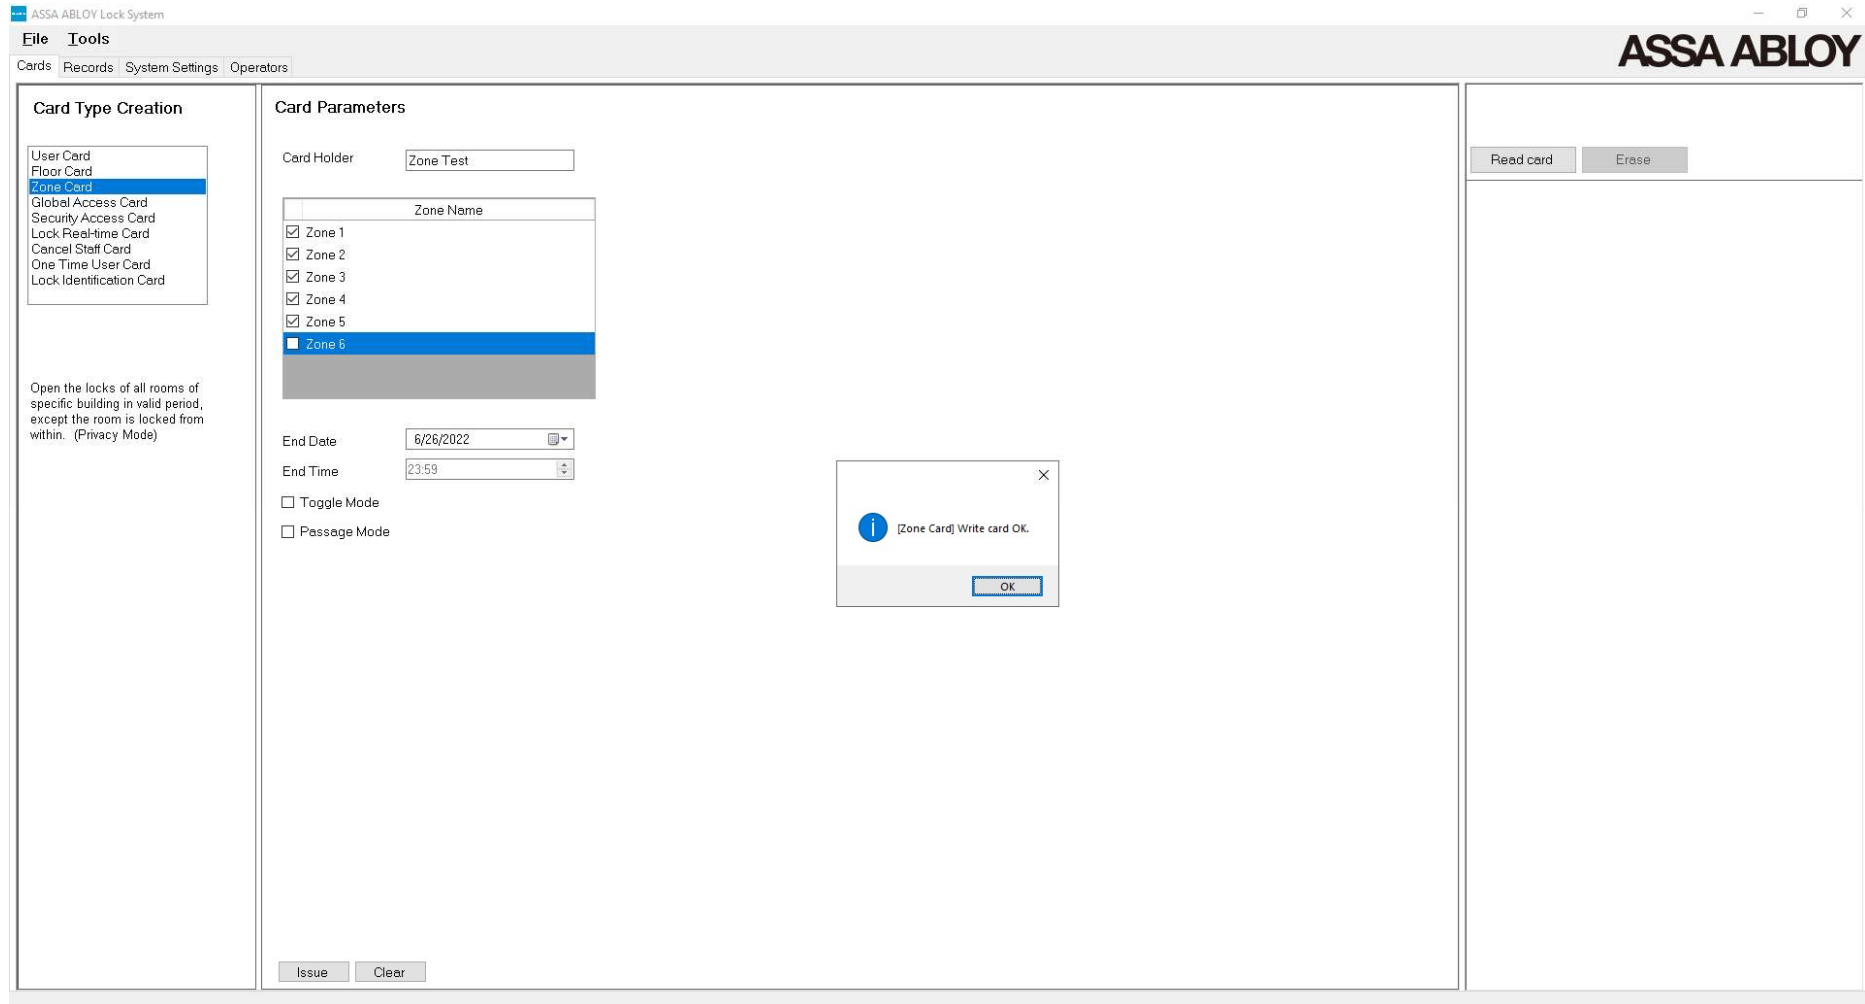 ASSA ABLOY Lock System
File Tools
ASSA ABLOY
Cards Records System Settings Operators
Card Type Creation
User Card
Floor Card
Zone Card
Global Access Card
Security Access Card
Lock Real-time Card
Cancel Staff Card
One Time User Card
Lock Identification Card
Open the locks of all rooms of
specific building in valid period,
except the room is locked from
within. (Privacy Mode)
Card Parameters
Card Holder Zone Test
Zone Name
Zone 1
Zone 2
Zone 3
Zone 4
Zone 5
Zone 6
End Date 6/26/2022
End Time 23:59
Toggle Mode
Passage Mode
[Zone Card] Write card OK.
OK
Issue Clear
Read card Erase